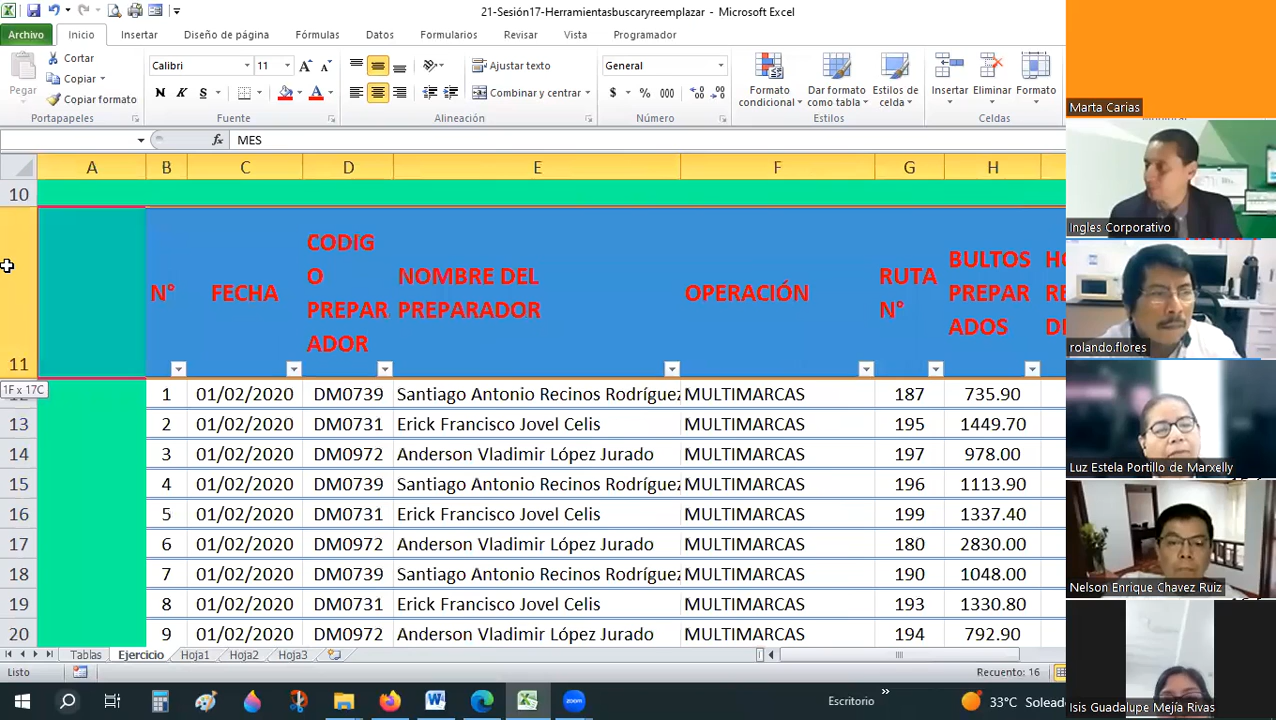 21-Sesión17-Herramientasbuscaryreemplazar - Microsoft Excel
Archivo Inicio Insertar Diseño de página Fórmulas Datos Formularios Revisar Vista Programador
Pegar
Cortar
Copiar
Copiar formato
Portapapeles
Calibri 11
N K S
Fuente
Ajustar texto
Combinar y centrar
Alineación
General
$ % 000
Número
Formato condicional
Dar formato como tabla
Estilos de celda
Estilos
Insertar Eliminar Formato
Celdas
fx MES
A B C D E F G H
10
11
N°
FECHA
CODIG
O
PREPAR
ADOR
NOMBRE DEL
PREPARADOR
OPERACIÓN
RUTA
N°
BULTOS
PREPAR
ADOS
1F x 17C
1 01/02/2020 DM0739 Santiago Antonio Recinos Rodríguez MULTIMARCAS 187 735.90
13 2 01/02/2020 DM0731 Erick Francisco Jovel Celis MULTIMARCAS 195 1449.70
14 3 01/02/2020 DM0972 Anderson Vladimir López Jurado MULTIMARCAS 197 978.00
15 4 01/02/2020 DM0739 Santiago Antonio Recinos Rodríguez MULTIMARCAS 196 1113.90
16 5 01/02/2020 DM0731 Erick Francisco Jovel Celis MULTIMARCAS 199 1337.40
17 6 01/02/2020 DM0972 Anderson Vladimir López Jurado MULTIMARCAS 180 2830.00
18 7 01/02/2020 DM0739 Santiago Antonio Recinos Rodríguez MULTIMARCAS 190 1048.00
19 8 01/02/2020 DM0731 Erick Francisco Jovel Celis MULTIMARCAS 193 1330.80
20 9 01/02/2020 DM0972 Anderson Vladimir López Jurado MULTIMARCAS 194 792.90
Tablas Ejercicio Hoja1 Hoja2 Hoja3
Listo
Recuento: 16
Escritorio
33°C Solead
Marta Carias
Ingles Corporativo
rolando.flores
Luz Estela Portillo de Marxelly
Nelson Enrique Chavez Ruiz
Isis Guadalupe Mejía Rivas